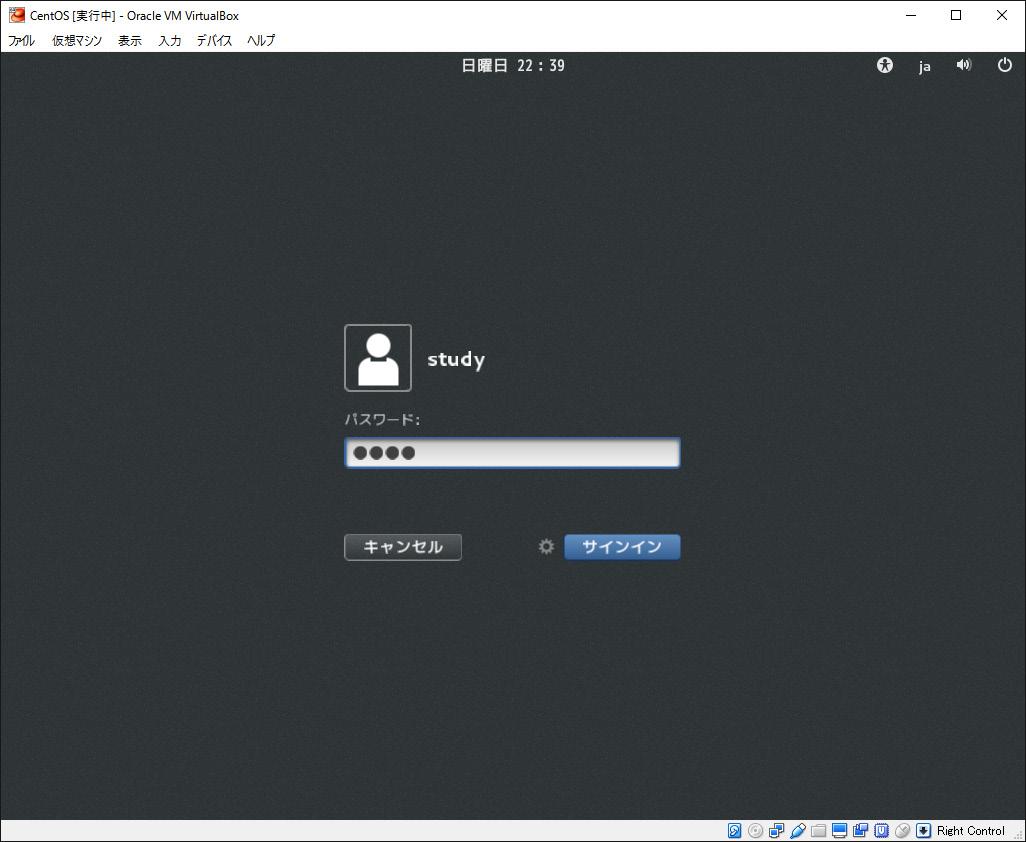 CentOS [実行中] - Oracle VM VirtualBox
ファイル 仮想マシン 表示 入力 デバイス ヘルプ
日曜日 22 : 39 ja
study
パスワード:
キャンセル サインイン
Right Control